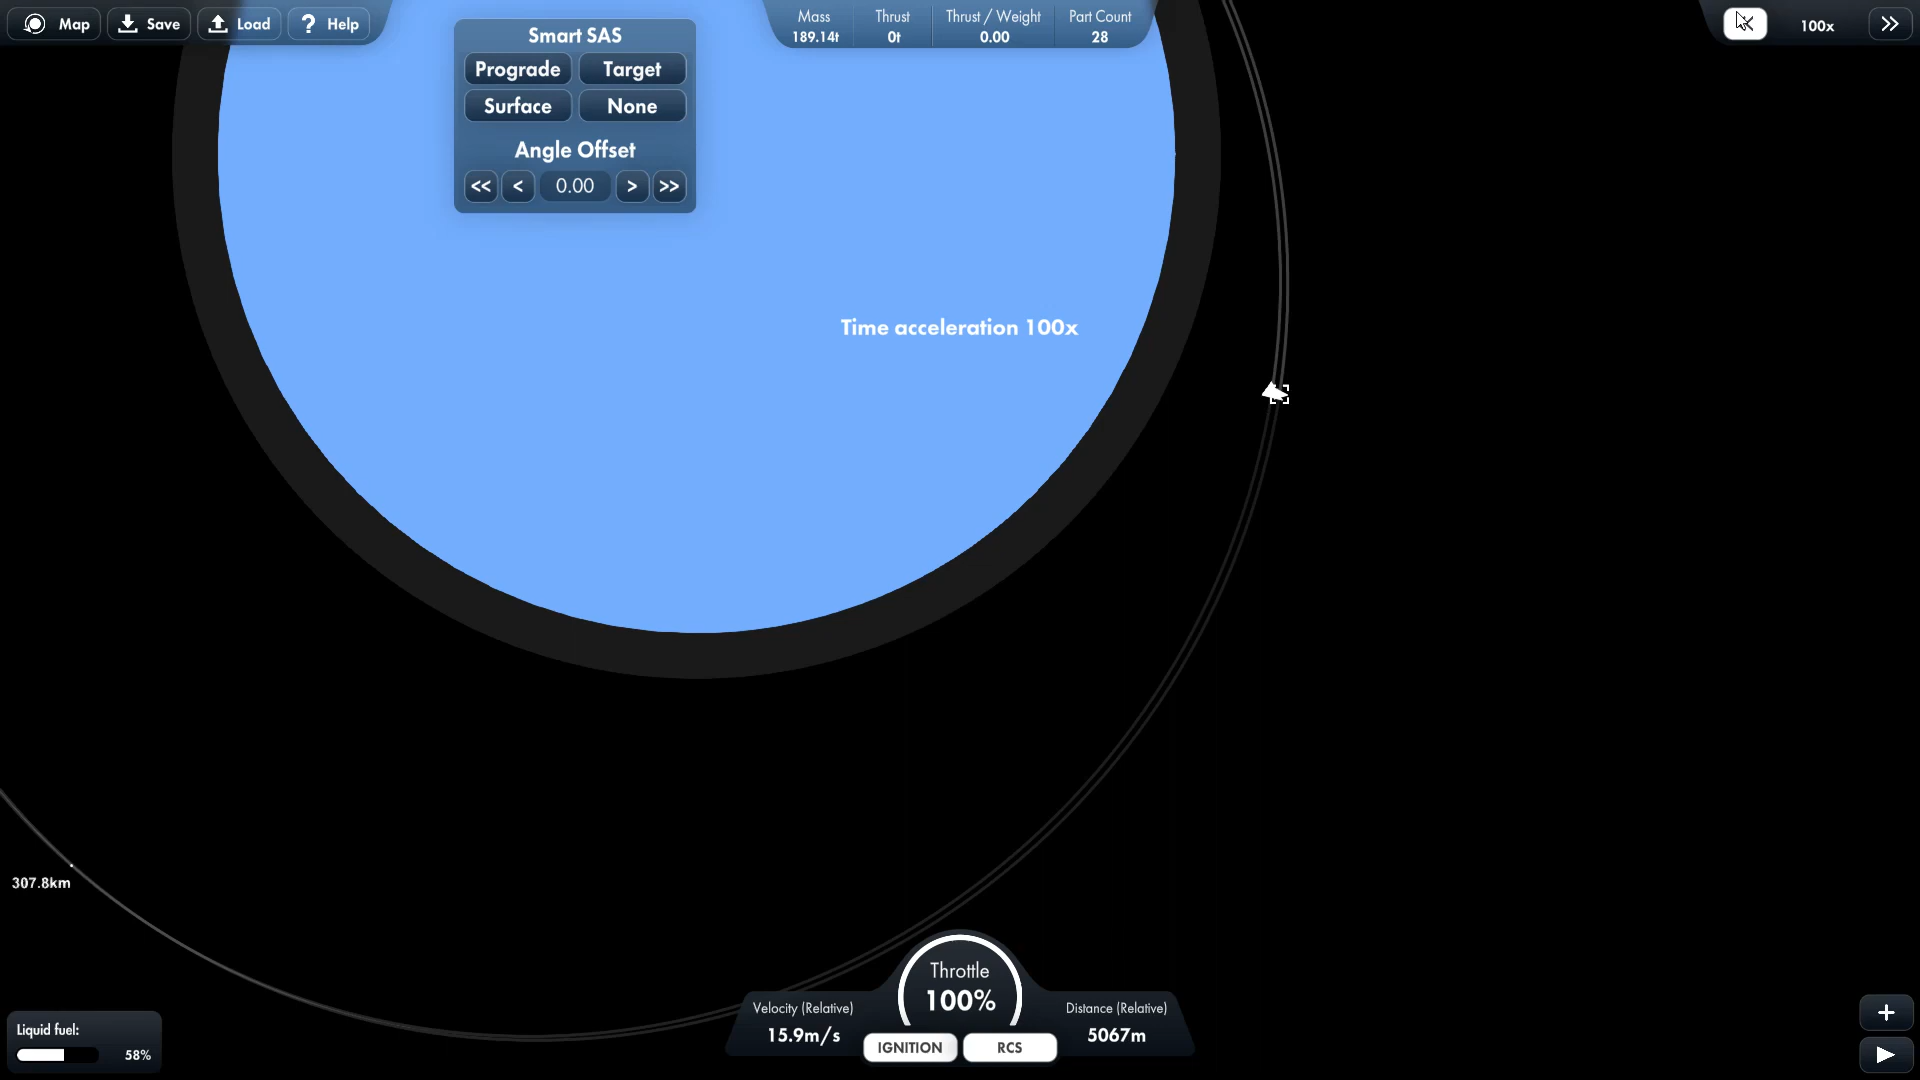 Map
Save
Load
? Help
Smart SAS
Prograde
Target
Surface
None
Angle Offset
<<
<
0.00
>
>>
Mass
189.14t
Thrust
0t
Thrust / Weight
0.00
Part Count
28
100x
Time acceleration 100x
307.8km
Liquid fuel:
58%
Throttle
100%
Velocity (Relative)
15.9m/s
Distance (Relative)
5067m
IGNITION
RCS